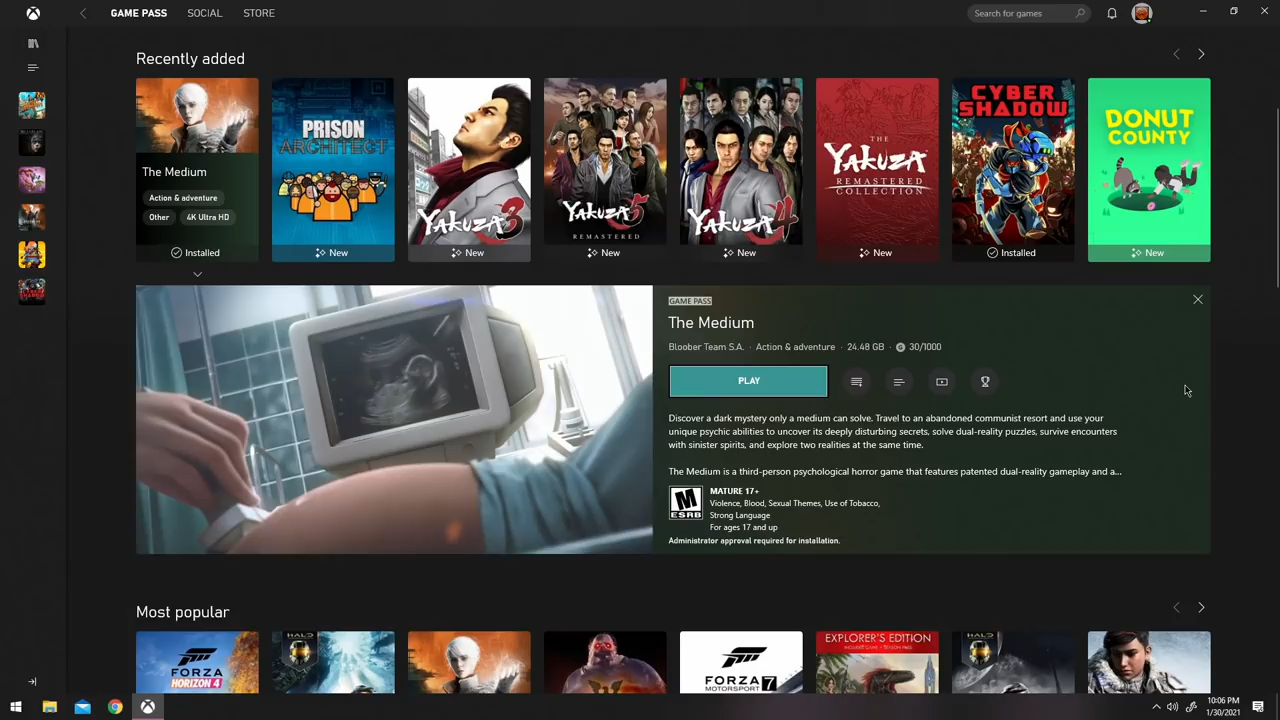 GAME PASS SOCIAL STORE
Search for games
Recently added
The Medium
Action & adventure
Other 4K Ultra HD
Installed
PRISON
ARCHITECT
New
Yakuza 3
New
Yakuza 5
REMASTERED
New
Yakuza 4
New
THE
Yakuza
REMASTERED
COLLECTION
New
CYBER
SHADOW
Installed
DONUT
COUNTY
New
GAME PASS
The Medium
Bloober Team S.A. · Action & adventure · 24.48 GB · G 30/1000
PLAY
Discover a dark mystery only a medium can solve. Travel to an abandoned communist resort and use your
unique psychic abilities to uncover its deeply disturbing secrets, solve dual-reality puzzles, survive encounters
with sinister spirits, and explore two realities at the same time.
The Medium is a third-person psychological horror game that features patented dual-reality gameplay and a...
M
ESRB
MATURE 17+
Violence, Blood, Sexual Themes, Use of Tobacco,
Strong Language
For ages 17 and up
Administrator approval required for installation.
Most popular
FORZA
HORIZON 4
HALO
FORZA
MOTORSPORT 7
EXPLORER'S EDITION
INCLUDES GAME + SEASON PASS
HALO
10:06 PM
1/30/2021